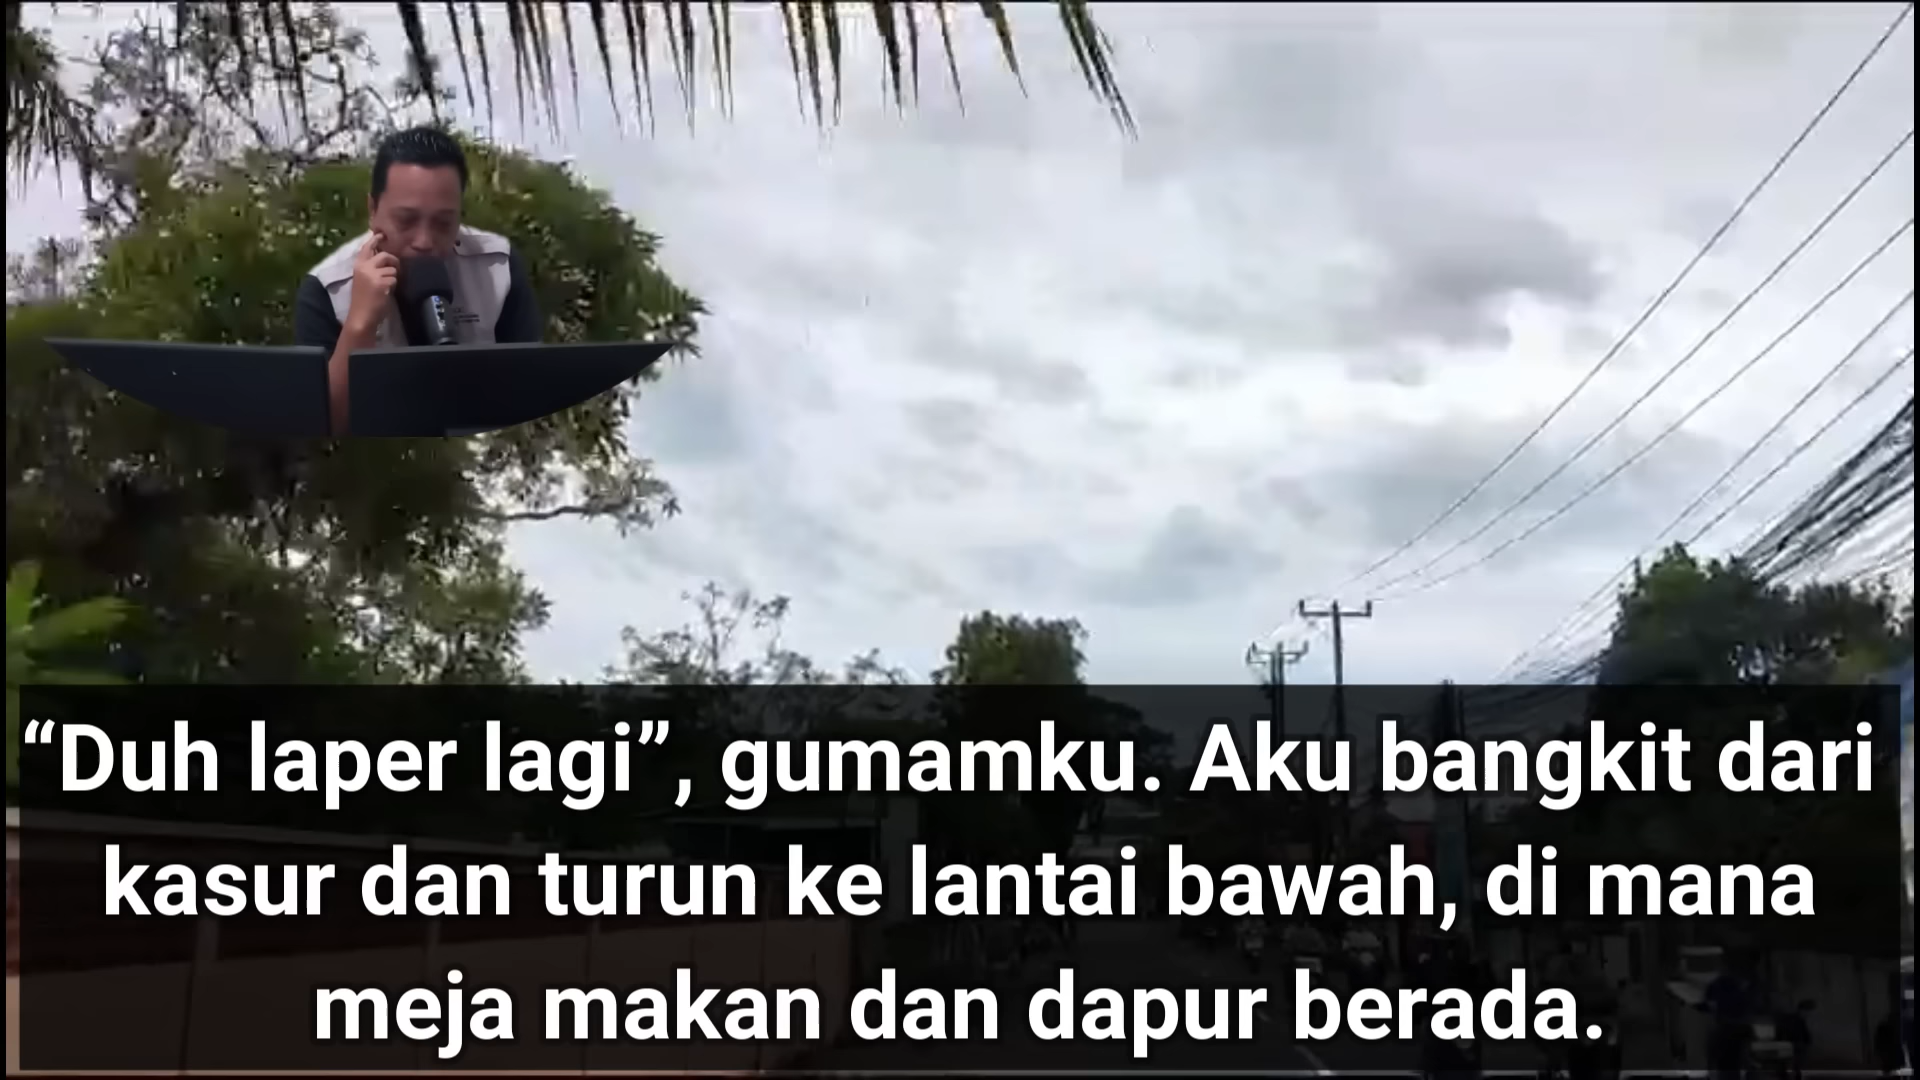 “Duh laper lagi”, gumamku. Aku bangkit dari
kasur dan turun ke lantai bawah, di mana
meja makan dan dapur berada.